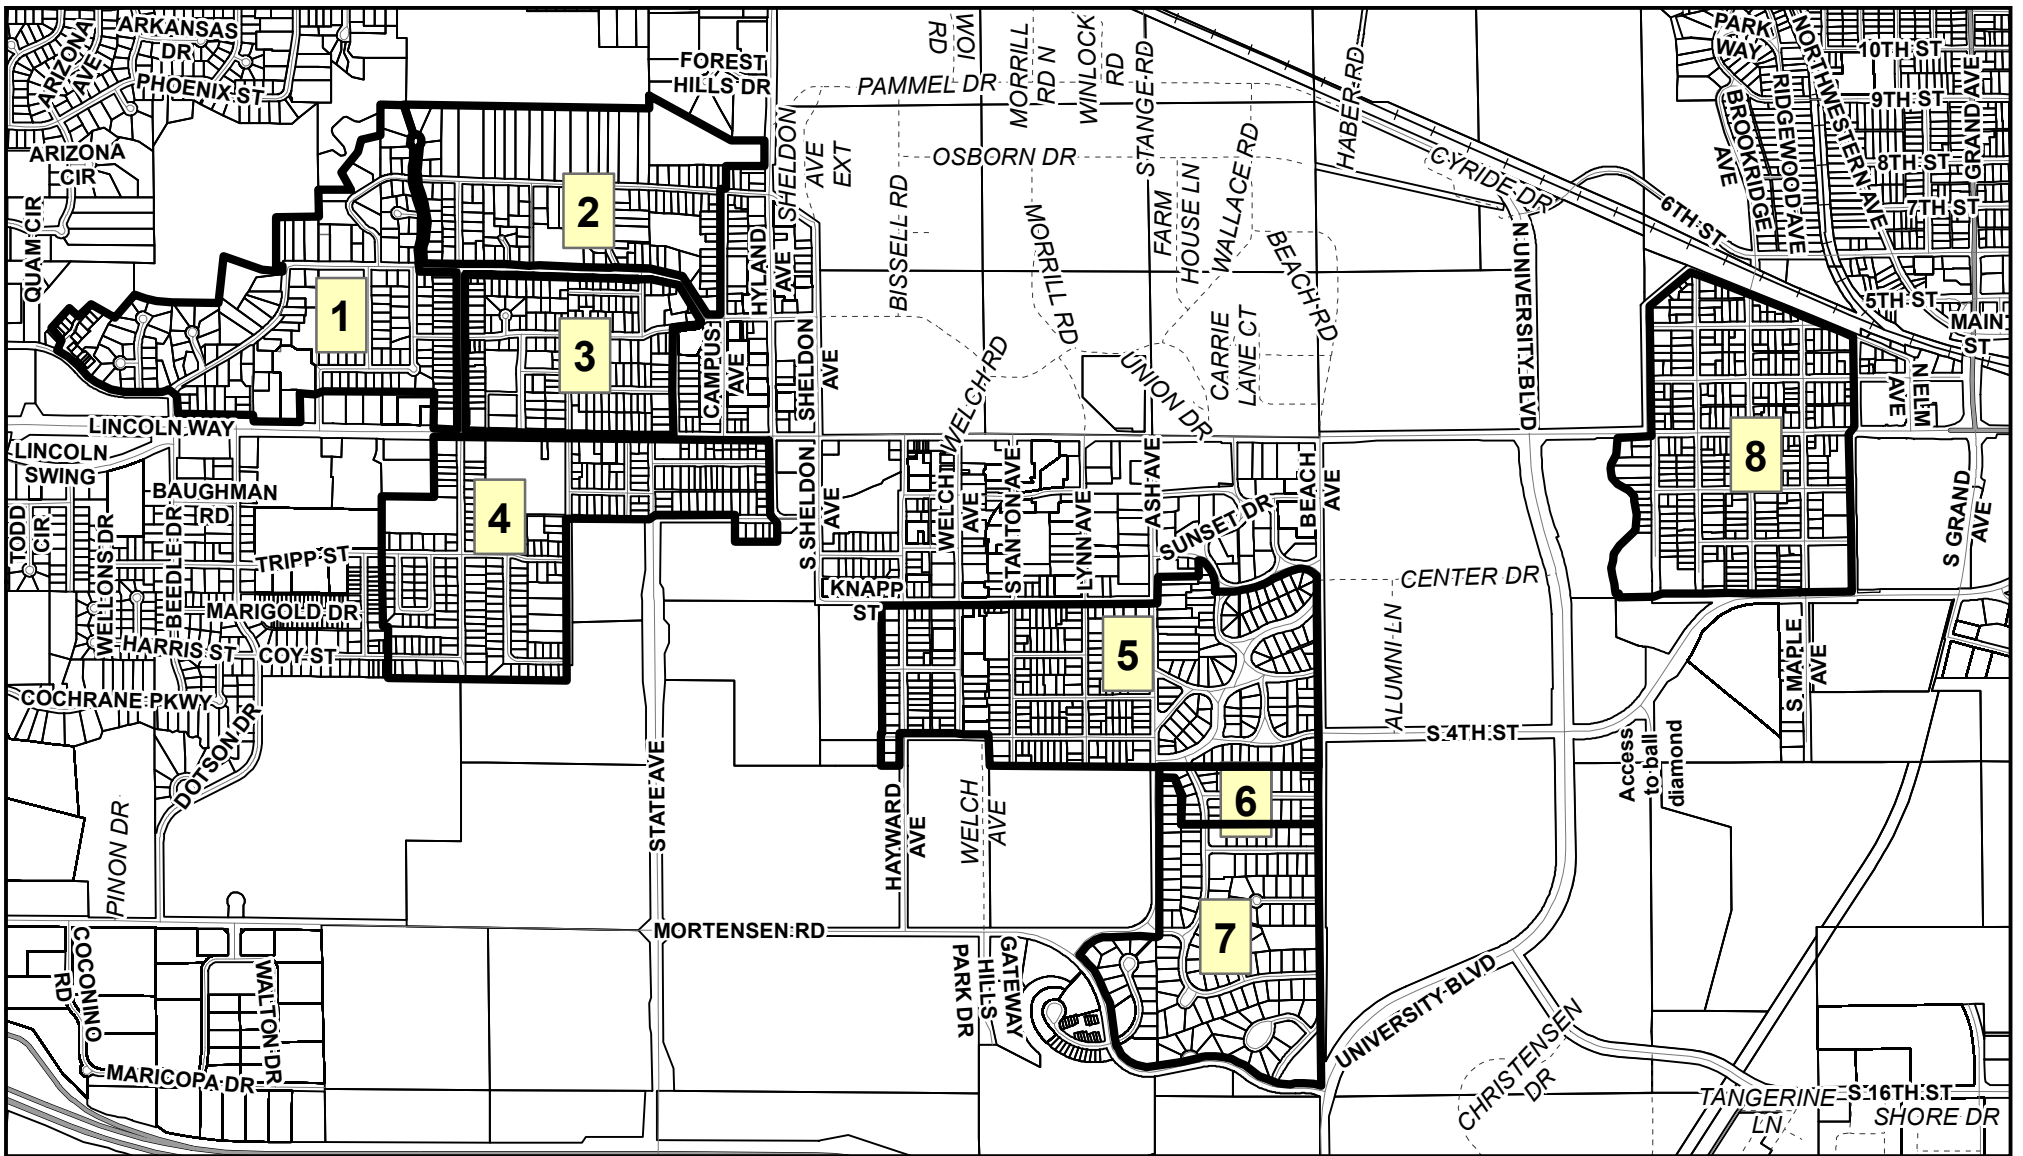 ARKANSAS
DR
ARIZONA
AVE
PHOENIX ST
FOREST
HILLS DR
WOI
RD
MORRILL
RD N
WINLOCK
RD
STANGE RD
HABER RD
PARK
WAY
NORTHWESTERN AVE
10TH ST
9TH ST
GRAND AVE
RIDGEWOOD AVE
BROOKRIDGE
AVE
8TH ST
7TH ST
PAMMEL DR
SHELDON
AVE
EXT
OSBORN DR
CYRIDE DR
6TH ST
ARIZONA
CIR
QUAM CIR
BISSELL RD
MORRILL RD
FARM
HOUSE LN
WALLACE RD
BEACH RD
N UNIVERSITY BLVD
5TH ST
MAIN
ST
N ELM
AVE
HYLAND
AVE
CAMPUS
AVE
SHELDON
AVE
WELCH RD
UNION DR
CARRIE
LANE CT
1
2
3
4
5
6
7
8
LINCOLN WAY
LINCOLN
SWING
BAUGHMAN
RD
TODD
CIR
WELLONS DR
BEEDLE DR
TRIPP ST
MARIGOLD DR
HARRIS ST
COY ST
COCHRANE PKWY
DOTSON DR
PINON DR
S SHELDON
AVE
KNAPP
ST
WELCH
AVE
STANTON AVE
LYNN AVE
ASH AVE
SUNSET DR
BEACH
AVE
CENTER DR
ALUMNI LN
S 4TH ST
S GRAND
AVE
S MAPLE
AVE
Access
to ball
diamond
STATE AVE
HAYWARD
AVE
WELCH
AVE
MORTENSEN RD
GATEWAY
HILLS
PARK DR
UNIVERSITY BLVD
CHRISTENSEN
DR
COCONINO
RD
WALTON DR
MARICOPA DR
TANGERINE
LN
S 16TH ST
SHORE DR